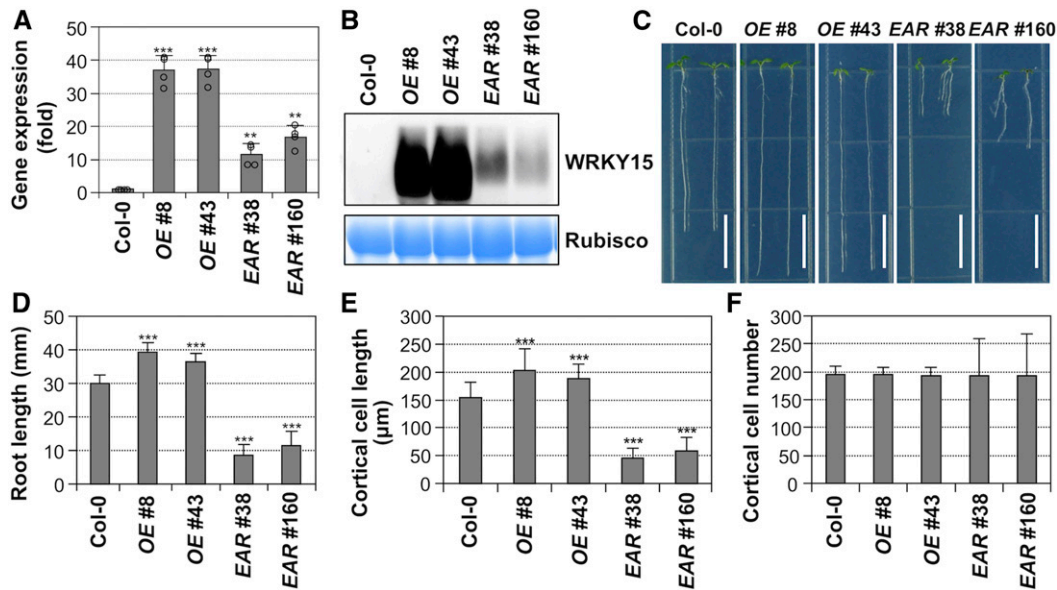 A
Gene expression
(fold)
50
40
30
20
10
0
***
***
**
**
Col-0
OE #8
OE #43
EAR #38
EAR #160
B
Col-0
OE #8
OE #43
EAR #38
EAR #160
WRKY15
Rubisco
C
Col-0 OE #8 OE #43 EAR #38 EAR #160
D
Root length (mm)
50
40
30
20
10
0
***
***
***
***
Col-0
OE #8
OE #43
EAR #38
EAR #160
E
Cortical cell length
(µm)
300
250
200
150
100
50
0
***
***
***
***
Col-0
OE #8
OE #43
EAR #38
EAR #160
F
Cortical cell number
300
250
200
150
100
50
0
Col-0
OE #8
OE #43
EAR #38
EAR #160